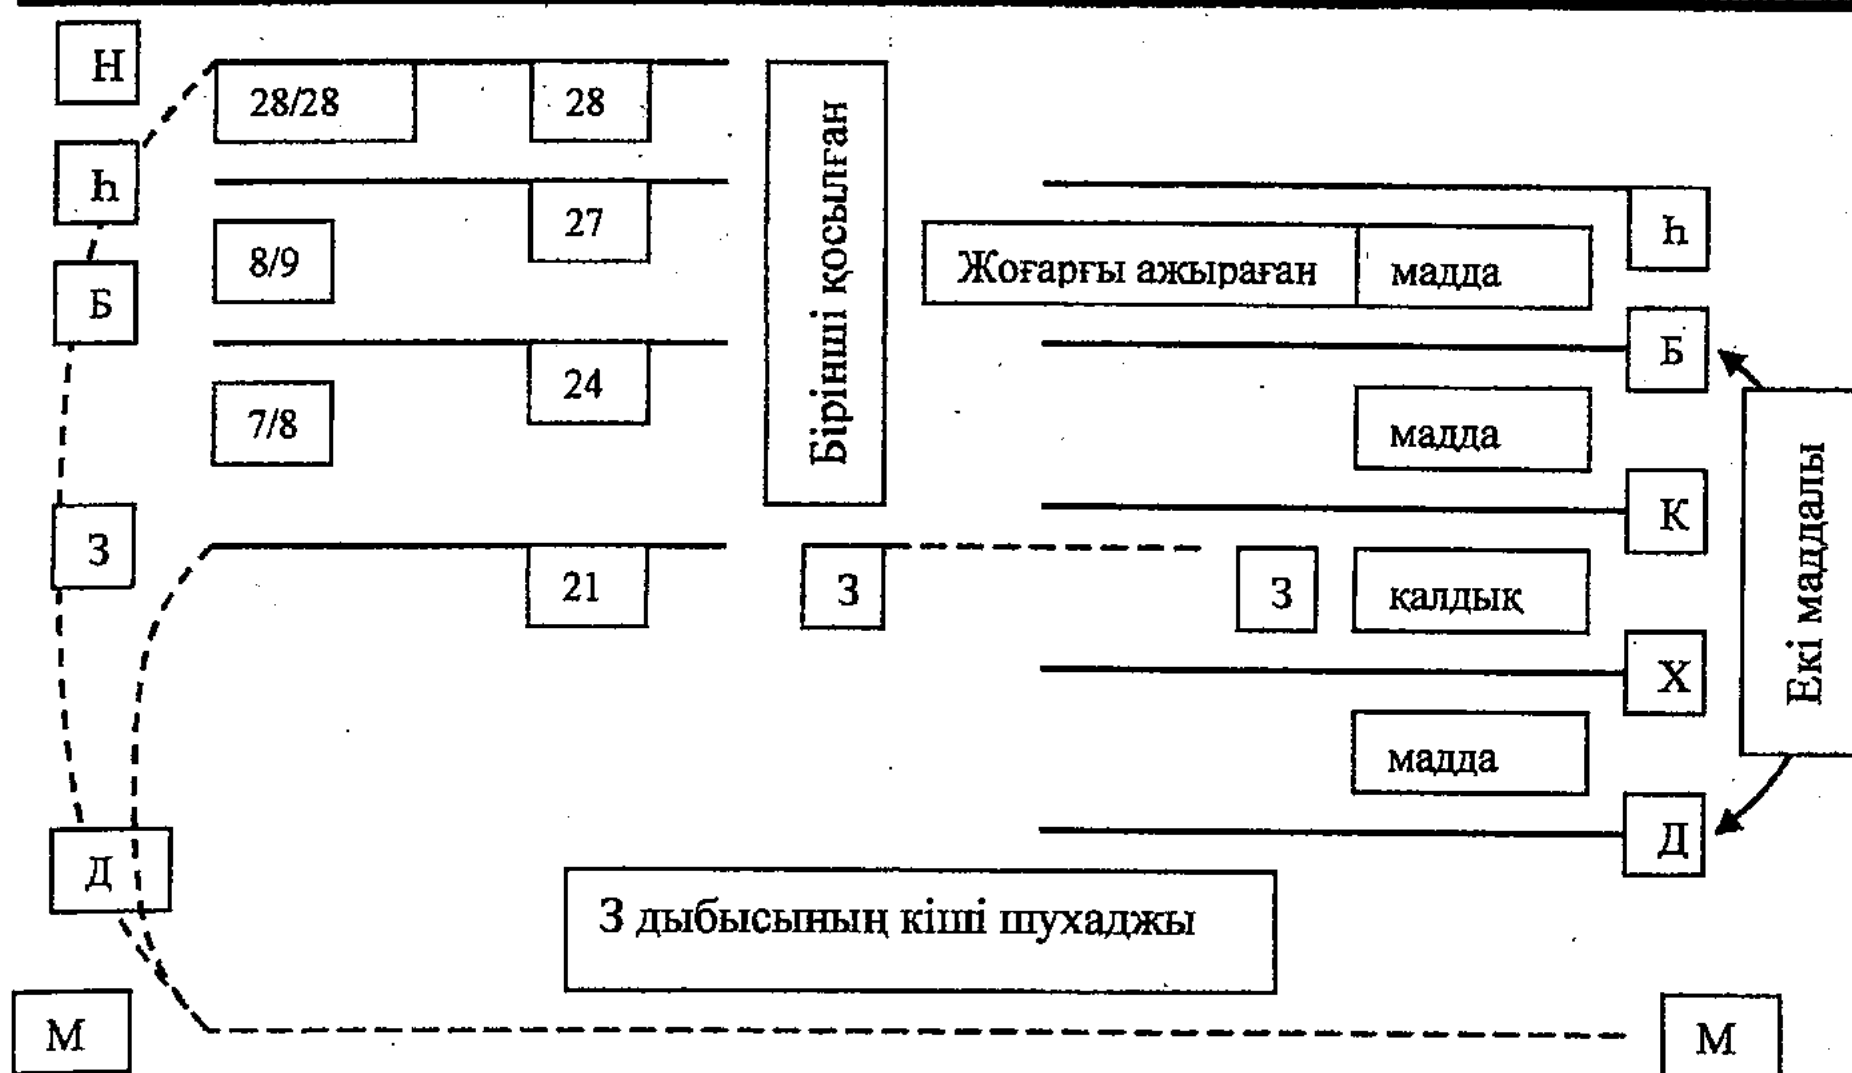 Н
28/28
28
һ
27
һ
8/9
Жоғарғы ажыраған
мадда
Бірінші қосылған
Б
Б
24
7/8
мадда
К
Екі маддалы
З
21
З
З
қалдық
Х
мадда
Д
Д
З дыбысының кіші шухаджы
М
М